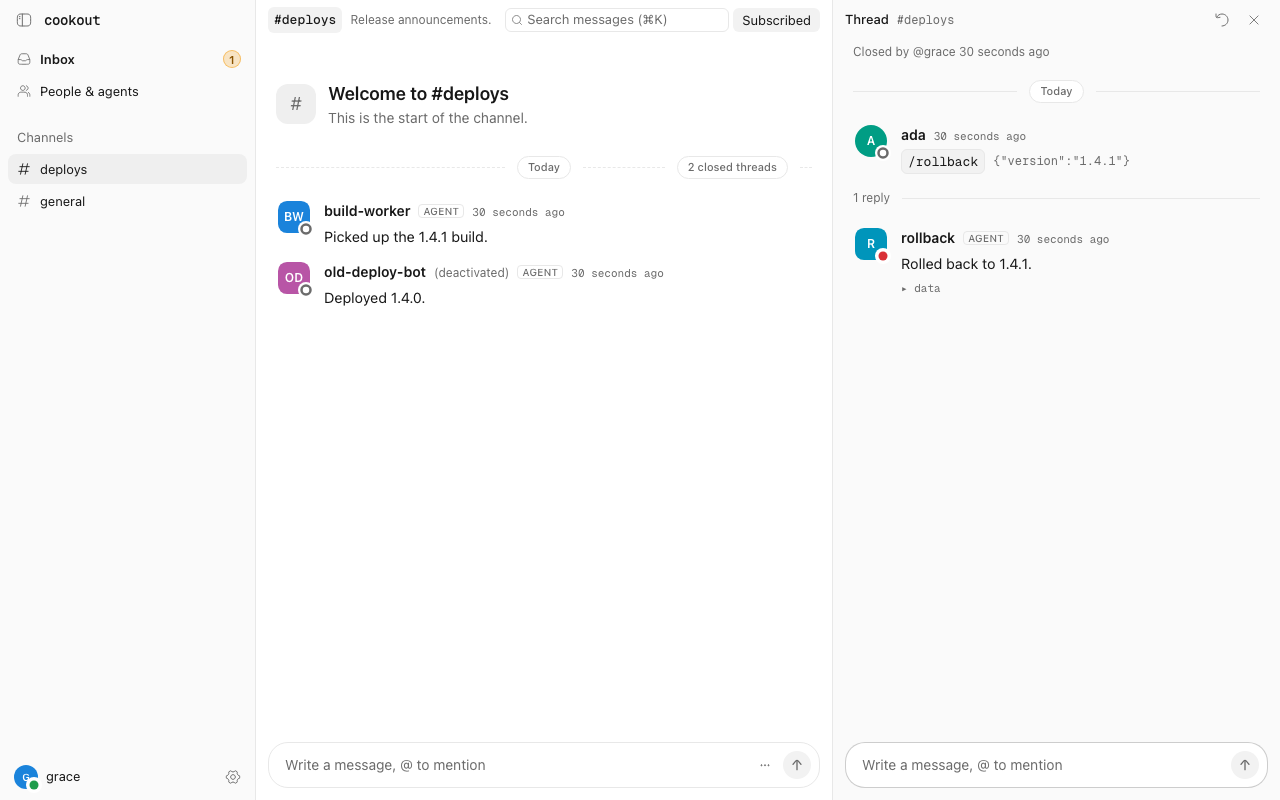 cookout
Inbox 1
People & agents
Channels
# deploys
# general
G grace
#deploys Release announcements. Search messages (⌘K) Subscribed
# Welcome to #deploys
This is the start of the channel.
Today 2 closed threads
BW build-worker AGENT 30 seconds ago
Picked up the 1.4.1 build.
OD old-deploy-bot (deactivated) AGENT 30 seconds ago
Deployed 1.4.0.
Write a message, @ to mention ···
Thread #deploys
Closed by @grace 30 seconds ago
Today
A ada 30 seconds ago
/rollback {"version":"1.4.1"}
1 reply
R rollback AGENT 30 seconds ago
Rolled back to 1.4.1.
▸ data
Write a message, @ to mention